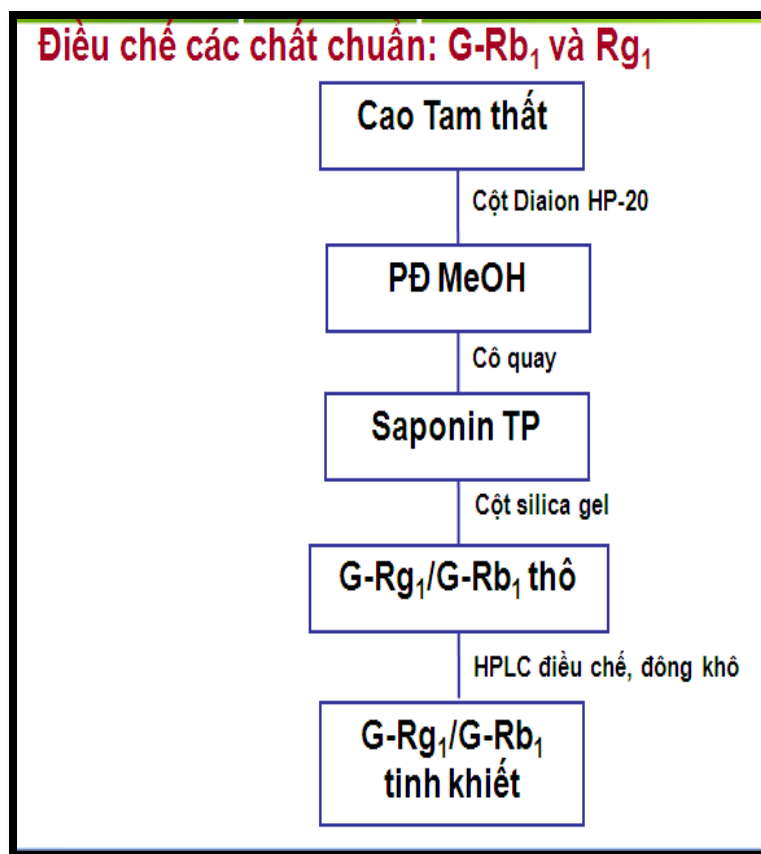 Điều chế các chất chuẩn: G-Rb₁ và Rg₁
Cao Tam thất
Cột Diaion HP-20
PĐ MeOH
Cô quay
Saponin TP
Cột silica gel
G-Rg₁/G-Rb₁ thô
HPLC điều chế, đông khô
G-Rg₁/G-Rb₁
tinh khiết